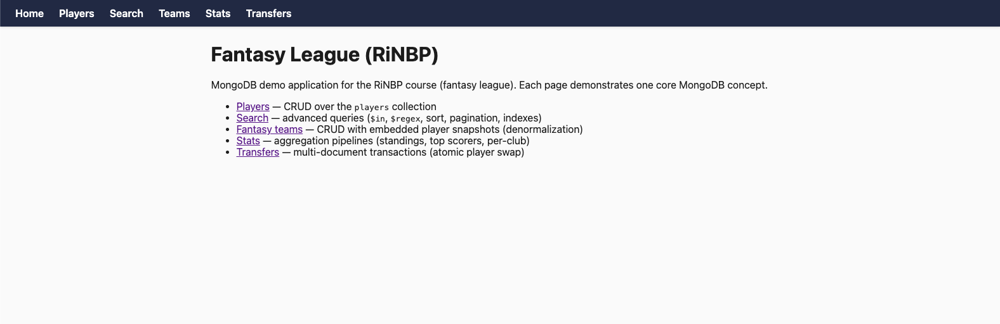 Home Players Search Teams Stats Transfers
Fantasy League (RiNBP)
MongoDB demo application for the RiNBP course (fantasy league). Each page demonstrates one core MongoDB concept.
• Players — CRUD over the players collection
• Search — advanced queries ($in, $regex, sort, pagination, indexes)
• Fantasy teams — CRUD with embedded player snapshots (denormalization)
• Stats — aggregation pipelines (standings, top scorers, per-club)
• Transfers — multi-document transactions (atomic player swap)